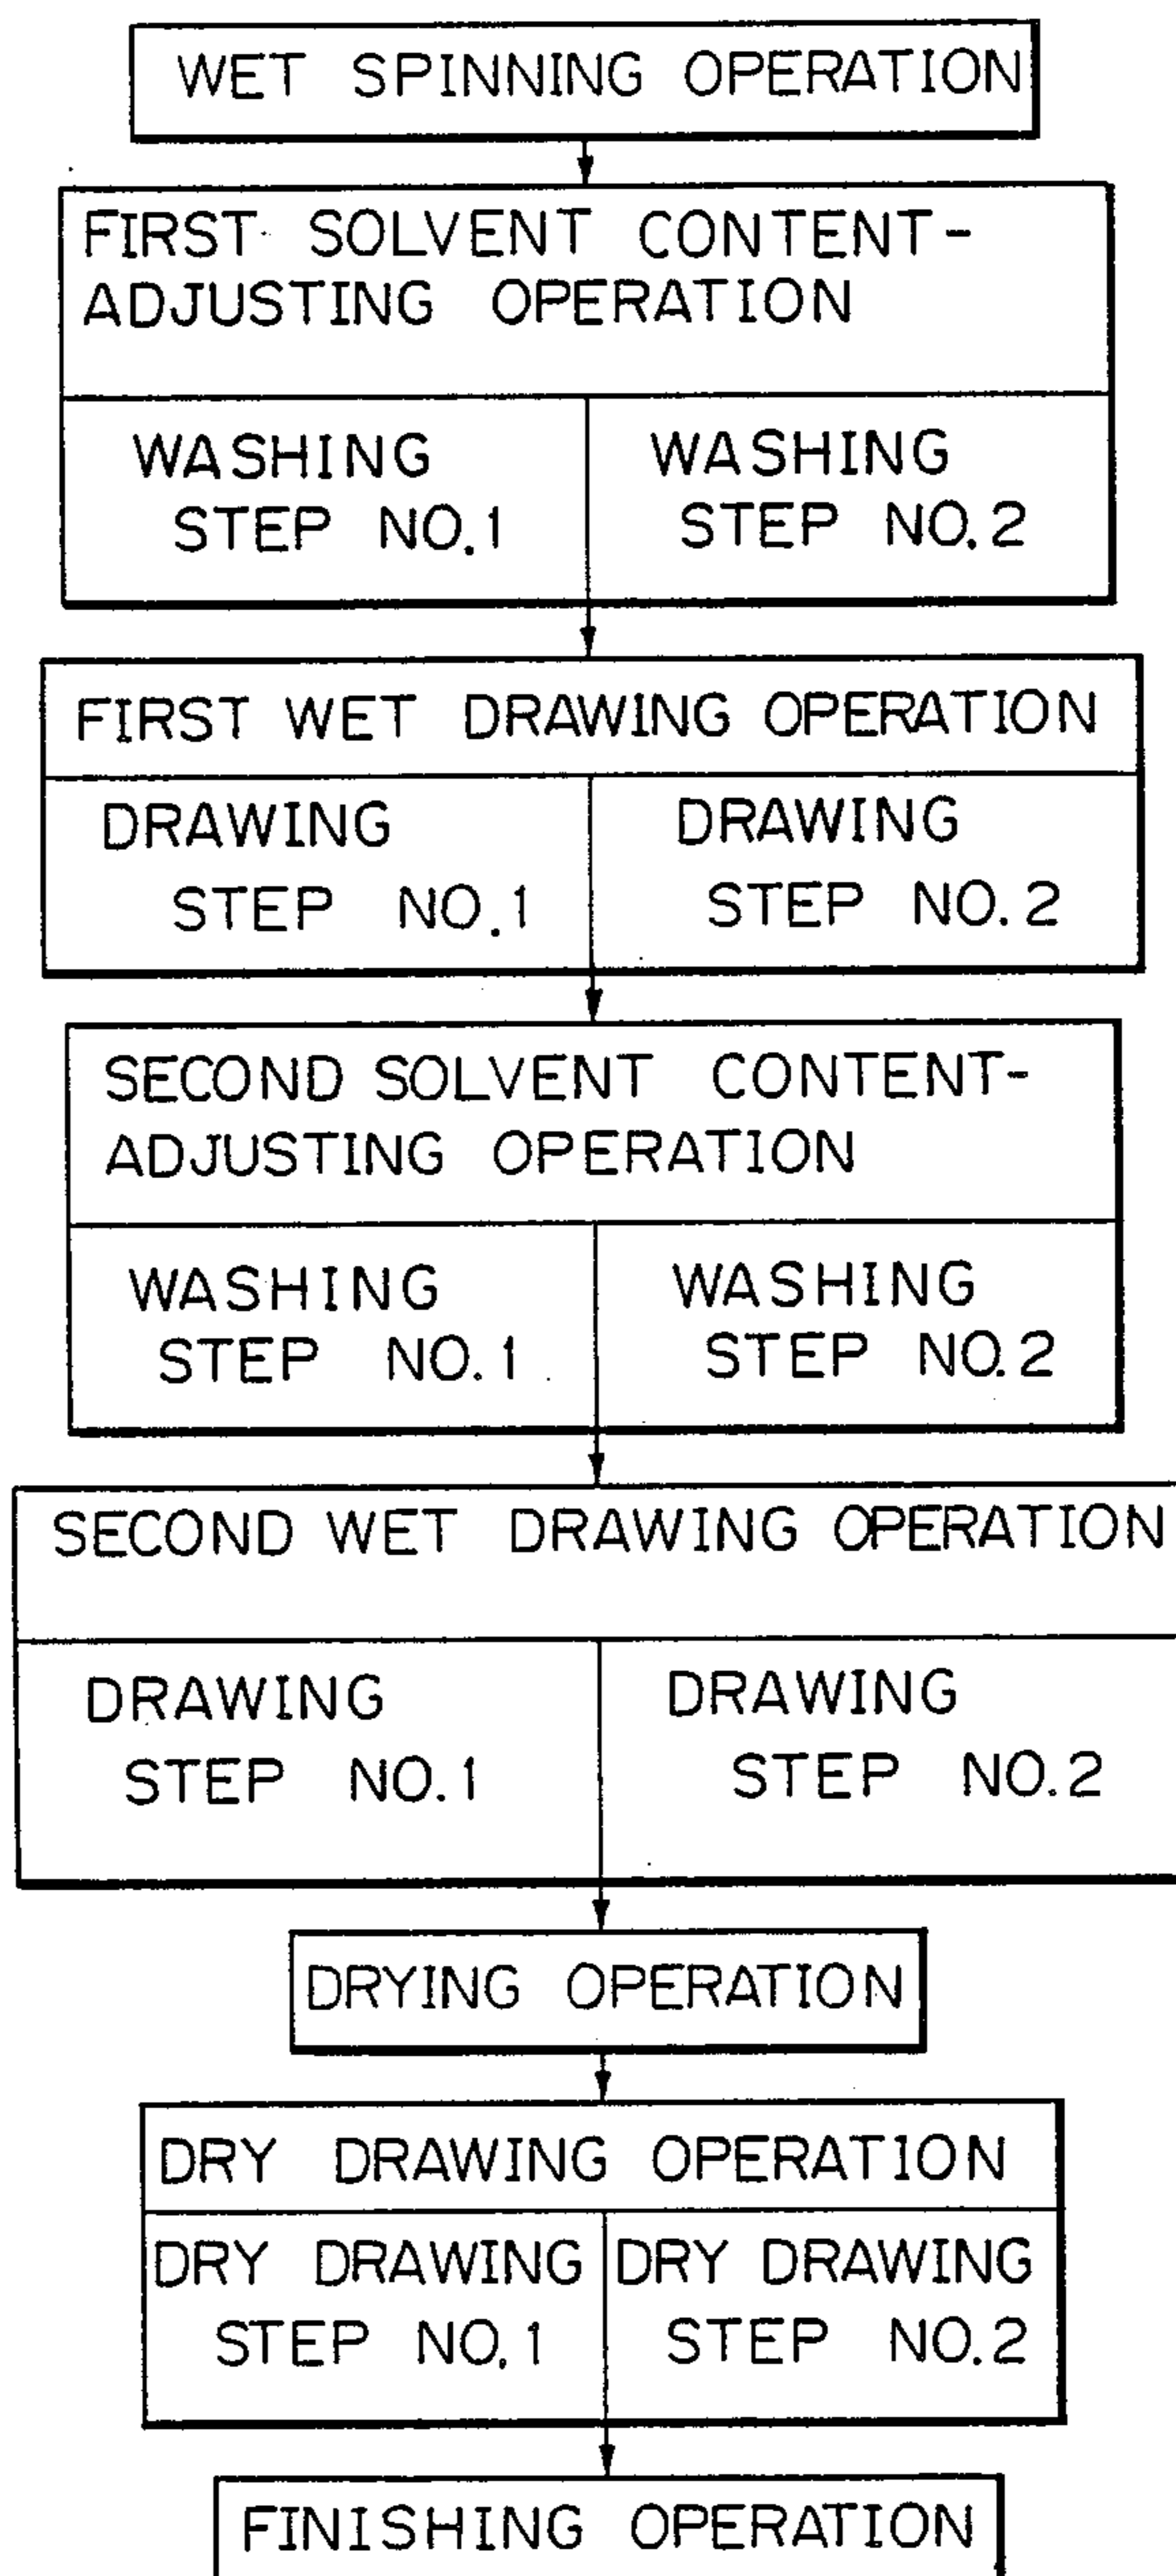 WET SPINNING OPERATION
FIRST SOLVENT CONTENT-
ADJUSTING OPERATION
WASHING
STEP NO.1
WASHING
STEP NO.2
FIRST WET DRAWING OPERATION
DRAWING
STEP NO.1
DRAWING
STEP NO.2
SECOND SOLVENT CONTENT-
ADJUSTING OPERATION
WASHING
STEP NO.1
WASHING
STEP NO.2
SECOND WET DRAWING OPERATION
DRAWING
STEP NO.1
DRAWING
STEP NO.2
DRYING OPERATION
DRY DRAWING OPERATION
DRY DRAWING
STEP NO.1
DRY DRAWING
STEP NO.2
FINISHING OPERATION